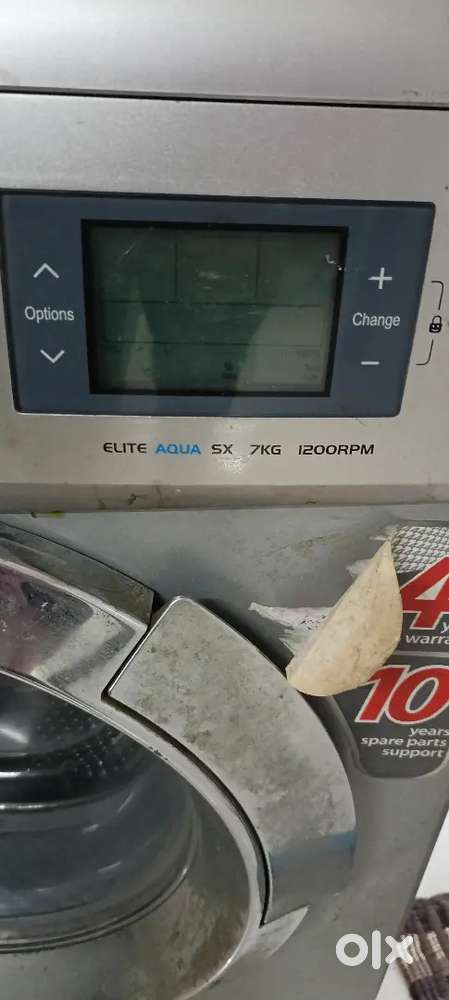 Options
+
Change
−
ELITE AQUA SX 7KG 1200RPM
4
warra
10
years
spare parts
support
olx